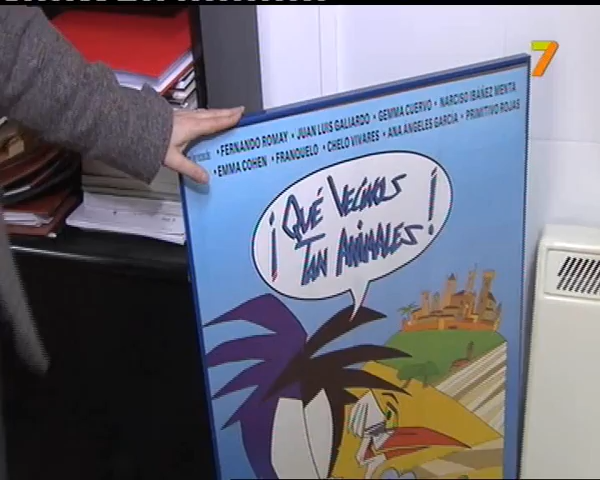 7
• FERNANDO ROMAY • JUAN LUIS GALIARDO • GEMMA CUERVO • NARCISO IBAÑEZ MENTA
• EMMA COHEN • FRANQUELO • CHELO VIVARES • ANA ANGELES GARCIA • PRIMITIVO ROJAS
¡QUÉ VECINOS
TAN ANIMALES!